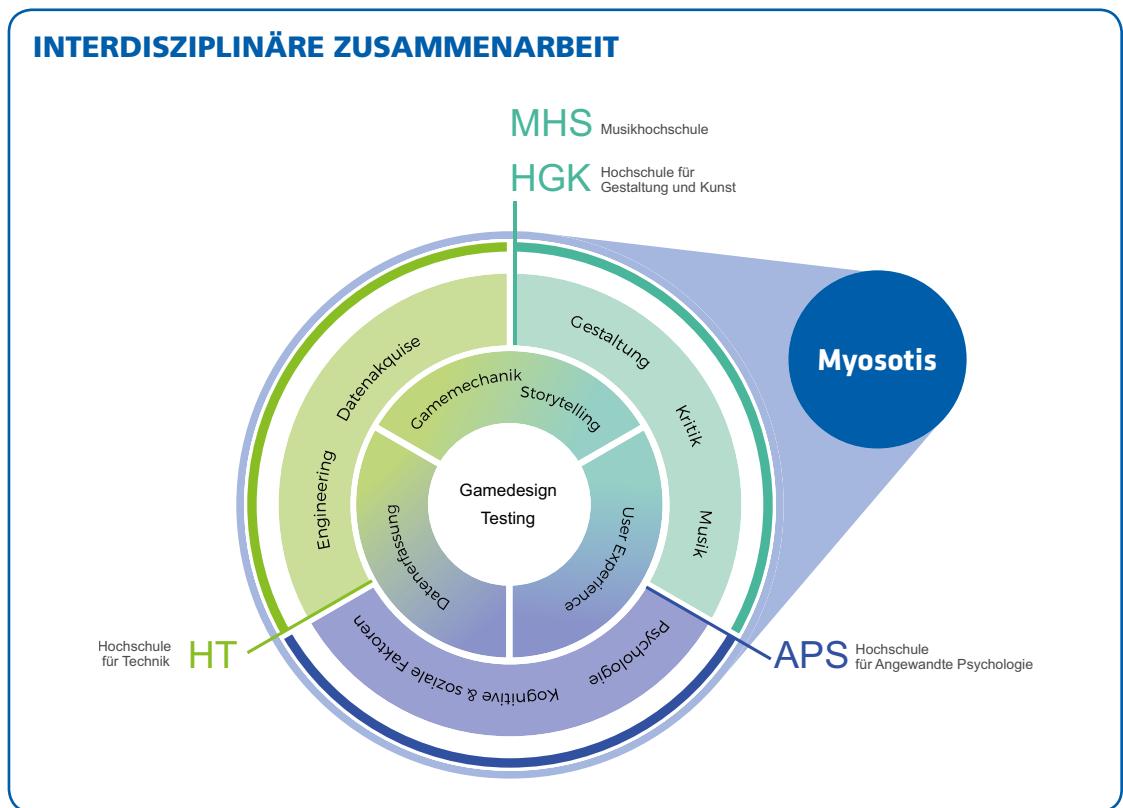 INTERDISZIPLINÄRE ZUSAMMENARBEIT
MHS Musikhochschule
HGK Hochschule für
Gestaltung und Kunst
Gestaltung
Kritik
Musik
Datenakquise
Engineering
Gamemechanik
Storytelling
User Experience
Datenerfassung
Gamedesign
Testing
Psychologie
Kognitive & soziale Faktoren
Myosotis
Hochschule
für Technik HT
APS Hochschule
für Angewandte Psychologie